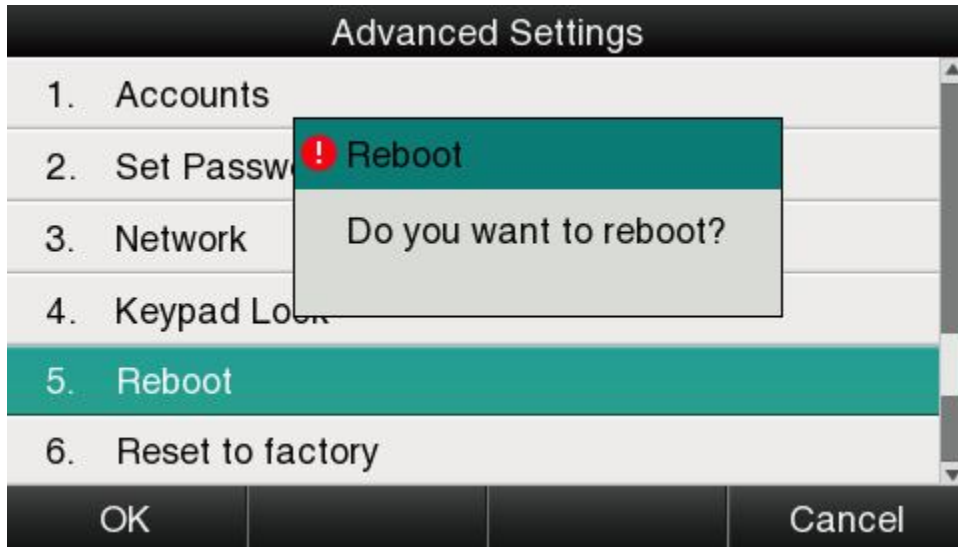 Advanced Settings
1. Accounts
2. Set Passw
3. Network
4. Keypad Lock
5. Reboot
6. Reset to factory
! Reboot
Do you want to reboot?
OK Cancel